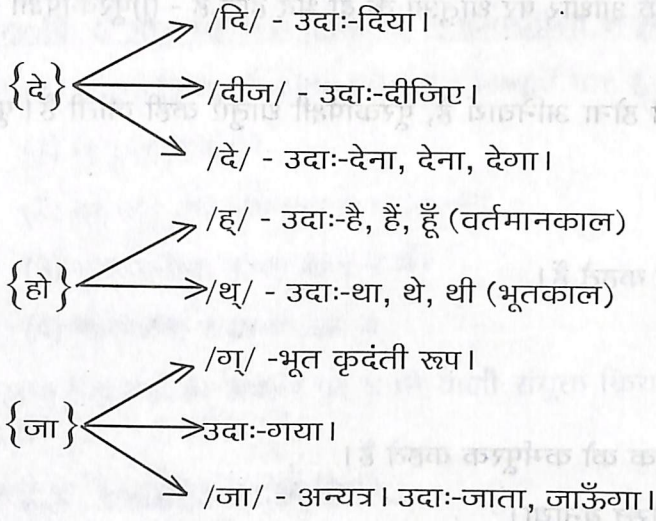 /दि/ - उदाः-दिया।
{दे} /दीज/ - उदाः-दीजिए।
/दे/ - उदाः-देना, देना, देगा।
/ह्/ - उदाः-है, हैं, हूँ (वर्तमानकाल)
{हो} /थ्/ - उदाः-था, थे, थी (भूतकाल)
/ग्/ -भूत कृदंती रूप।
{जा} उदाः-गया।
/जा/ - अन्यत्र। उदाः-जाता, जाऊँगा।